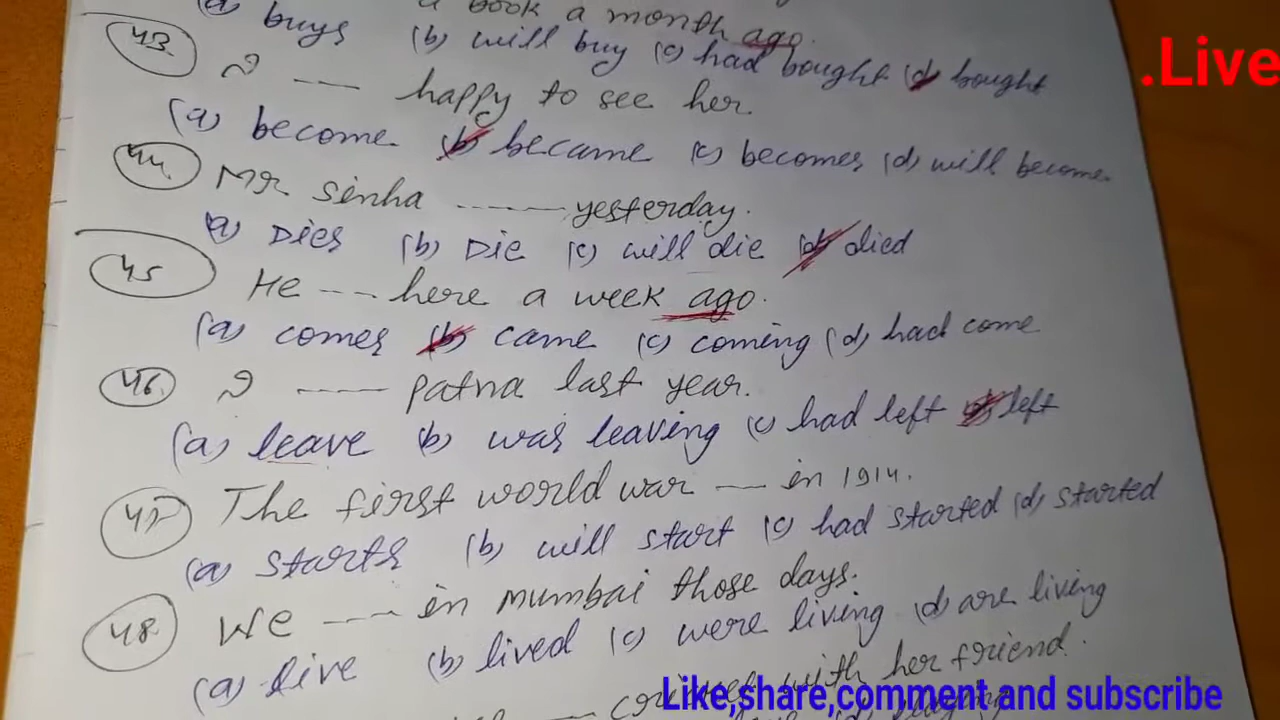 a book a month ago.
(a) buys (b) will buy (c) had bought (d) bought
.Live
43. I ---- happy to see her.
(a) become (b) became (c) becomes (d) will become.
44. Mr sinha ------- yesterday.
(a) Dies (b) Die (c) will die (d) died
45 He ---- here a week ago.
(a) comes (b) came (c) coming (d) had come
46. I ----- Patna last year.
(a) leave (b) was leaving (c) had left (d) left
47 The first world war --- in 1914.
(a) starts (b) will start (c) had started (d) started
48. We ---- in Mumbai those days.
(a) live (b) lived (c) were living (d) are living
with her friend.
Like,share,comment and subscribe